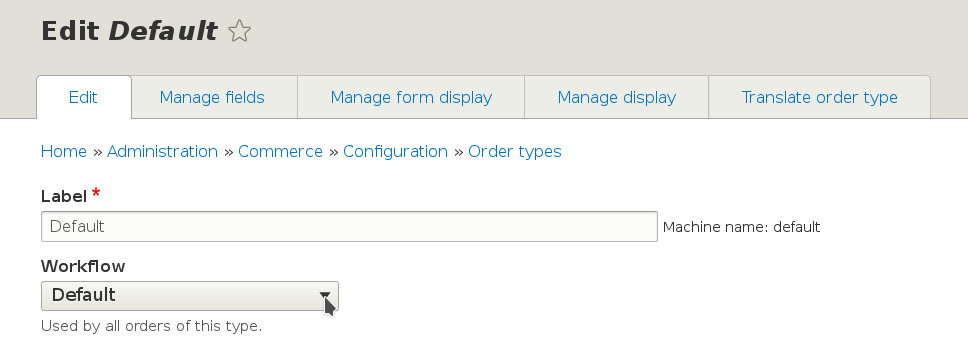 Edit Default
Edit Manage fields Manage form display Manage display Translate order type
Home » Administration » Commerce » Configuration » Order types
Label *
Default Machine name: default
Workflow
Default
Used by all orders of this type.